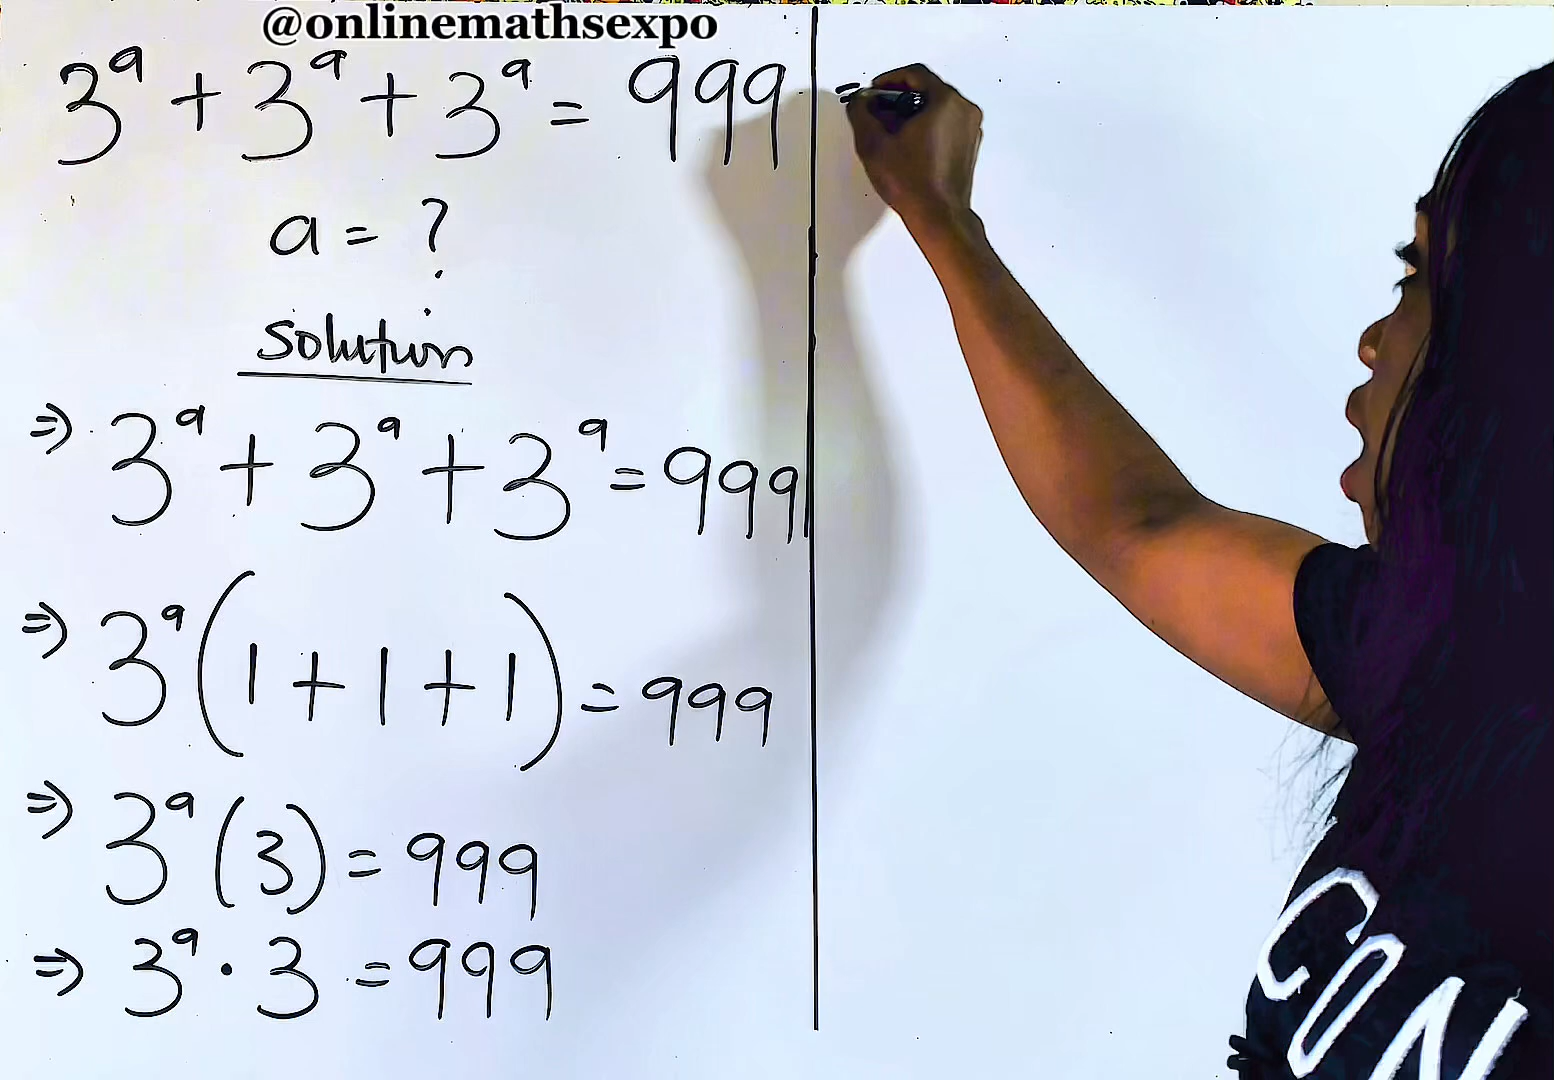 @onlinemathsexpo
3^a + 3^a + 3^a = 999
a = ?
Solution
⇒ 3^a + 3^a + 3^a = 999
⇒ 3^a (1 + 1 + 1) = 999
⇒ 3^a (3) = 999
⇒ 3^a · 3 = 999
=
CON